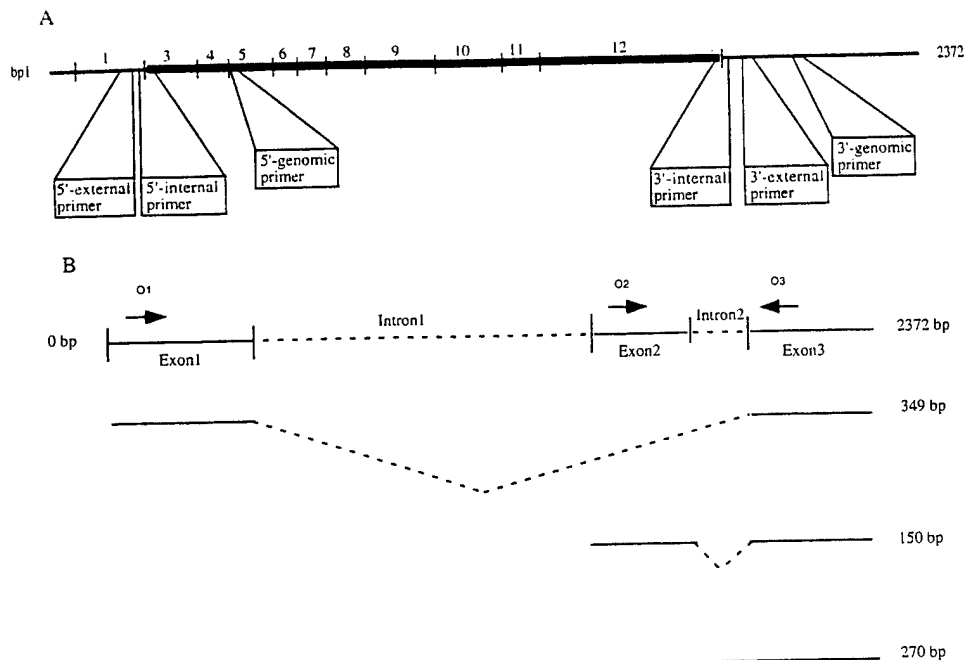 A
1 3 4 5 6 7 8 9 10 11 12
bp1 2372
5'-external
primer
5'-internal
primer
5'-genomic
primer
3'-internal
primer
3'-external
primer
3'-genomic
primer
B
O1 O2 O3
0 bp Intron1 Intron2 2372 bp
Exon1 Exon2 Exon3
349 bp
150 bp
270 bp